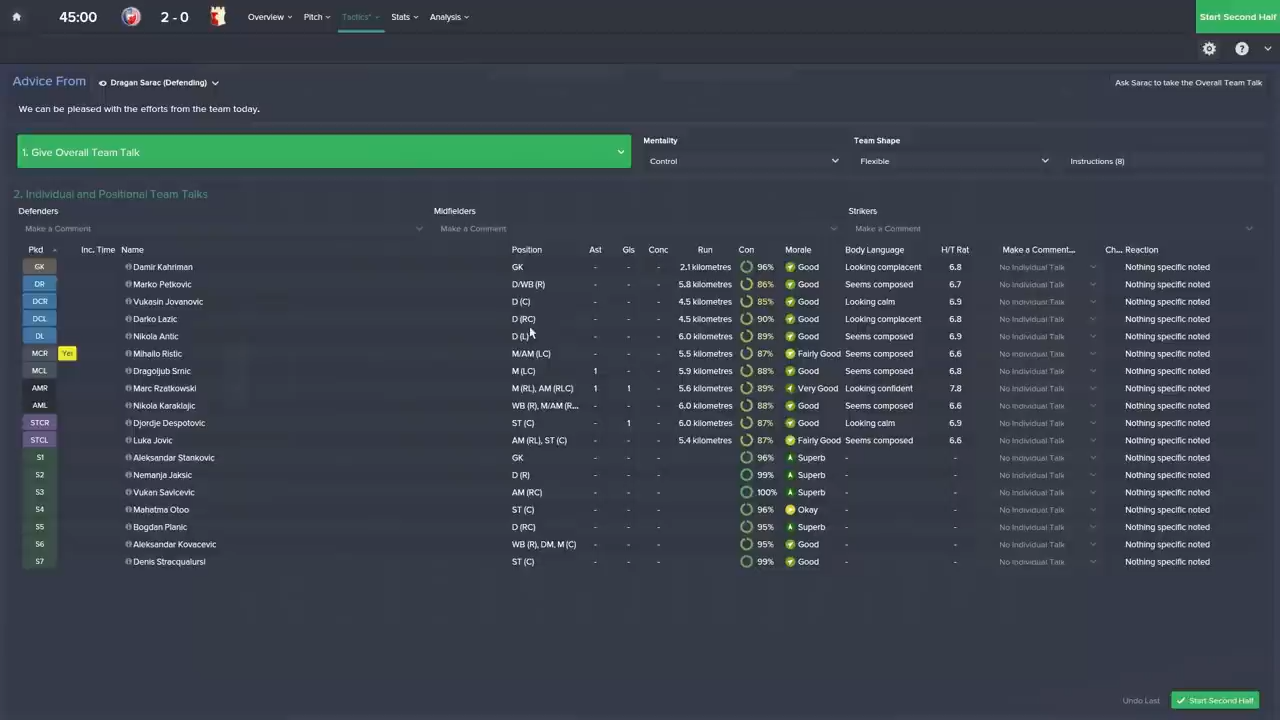 45:00 2 - 0 Overview Pitch Tactics* Stats Analysis Start Second Half
?
Advice From Dragan Sarac (Defending) Ask Sarac to take the Overall Team Talk
We can be pleased with the efforts from the team today.
1. Give Overall Team Talk
Mentality Team Shape
Control Flexible Instructions (8)
2. Individual and Positional Team Talks
Defenders Midfielders Strikers
Make a Comment Make a Comment Make a Comment
Pkd Inc. Time Name Position Ast Gls Conc Run Con Morale Body Language H/T Rat Make a Comment... Ch... Reaction
GK Damir Kahriman GK - - - 2.1 kilometres 96% Good Looking complacent 6.8 No Individual Talk Nothing specific noted
DR Marko Petkovic D/WB (R) - - - 5.8 kilometres 86% Good Seems composed 6.7 No Individual Talk Nothing specific noted
DCR Vukasin Jovanovic D (C) - - - 4.5 kilometres 85% Good Looking calm 6.9 No Individual Talk Nothing specific noted
DCL Darko Lazic D (RC) - - - 4.5 kilometres 90% Good Looking complacent 6.8 No Individual Talk Nothing specific noted
DL Nikola Antic D (L) - - - 6.0 kilometres 89% Good Seems composed 6.9 No Individual Talk Nothing specific noted
MCR Yel Mihailo Ristic M/AM (LC) - - - 5.5 kilometres 87% Fairly Good Seems composed 6.6 No Individual Talk Nothing specific noted
MCL Dragoljub Srnic M (LC) 1 - - 5.9 kilometres 88% Good Seems composed 6.8 No Individual Talk Nothing specific noted
AMR Marc Rzatkowski M (RL), AM (RLC) 1 1 - 5.6 kilometres 89% Very Good Looking confident 7.8 No Individual Talk Nothing specific noted
AML Nikola Karaklajic WB (R), M/AM (R... - - - 6.0 kilometres 88% Good Seems composed 6.6 No Individual Talk Nothing specific noted
STCR Djordje Despotovic ST (C) - 1 - 6.0 kilometres 87% Good Looking calm 6.9 No Individual Talk Nothing specific noted
STCL Luka Jovic AM (RL), ST (C) - - - 5.4 kilometres 87% Fairly Good Seems composed 6.6 No Individual Talk Nothing specific noted
S1 Aleksandar Stankovic GK - - - 96% Superb - - No Individual Talk Nothing specific noted
S2 Nemanja Jaksic D (R) - - - 99% Superb - - No Individual Talk Nothing specific noted
S3 Vukan Savicevic AM (RC) - - - 100% Superb - - No Individual Talk Nothing specific noted
S4 Mahatma Otoo ST (C) - - - 96% Okay - - No Individual Talk Nothing specific noted
S5 Bogdan Planic D (RC) - - - 95% Superb - - No Individual Talk Nothing specific noted
S6 Aleksandar Kovacevic WB (R), DM, M (C) - - - 95% Good - - No Individual Talk Nothing specific noted
S7 Denis Stracqualursi ST (C) - - - 99% Good - - No Individual Talk Nothing specific noted
Undo Last Start Second Half